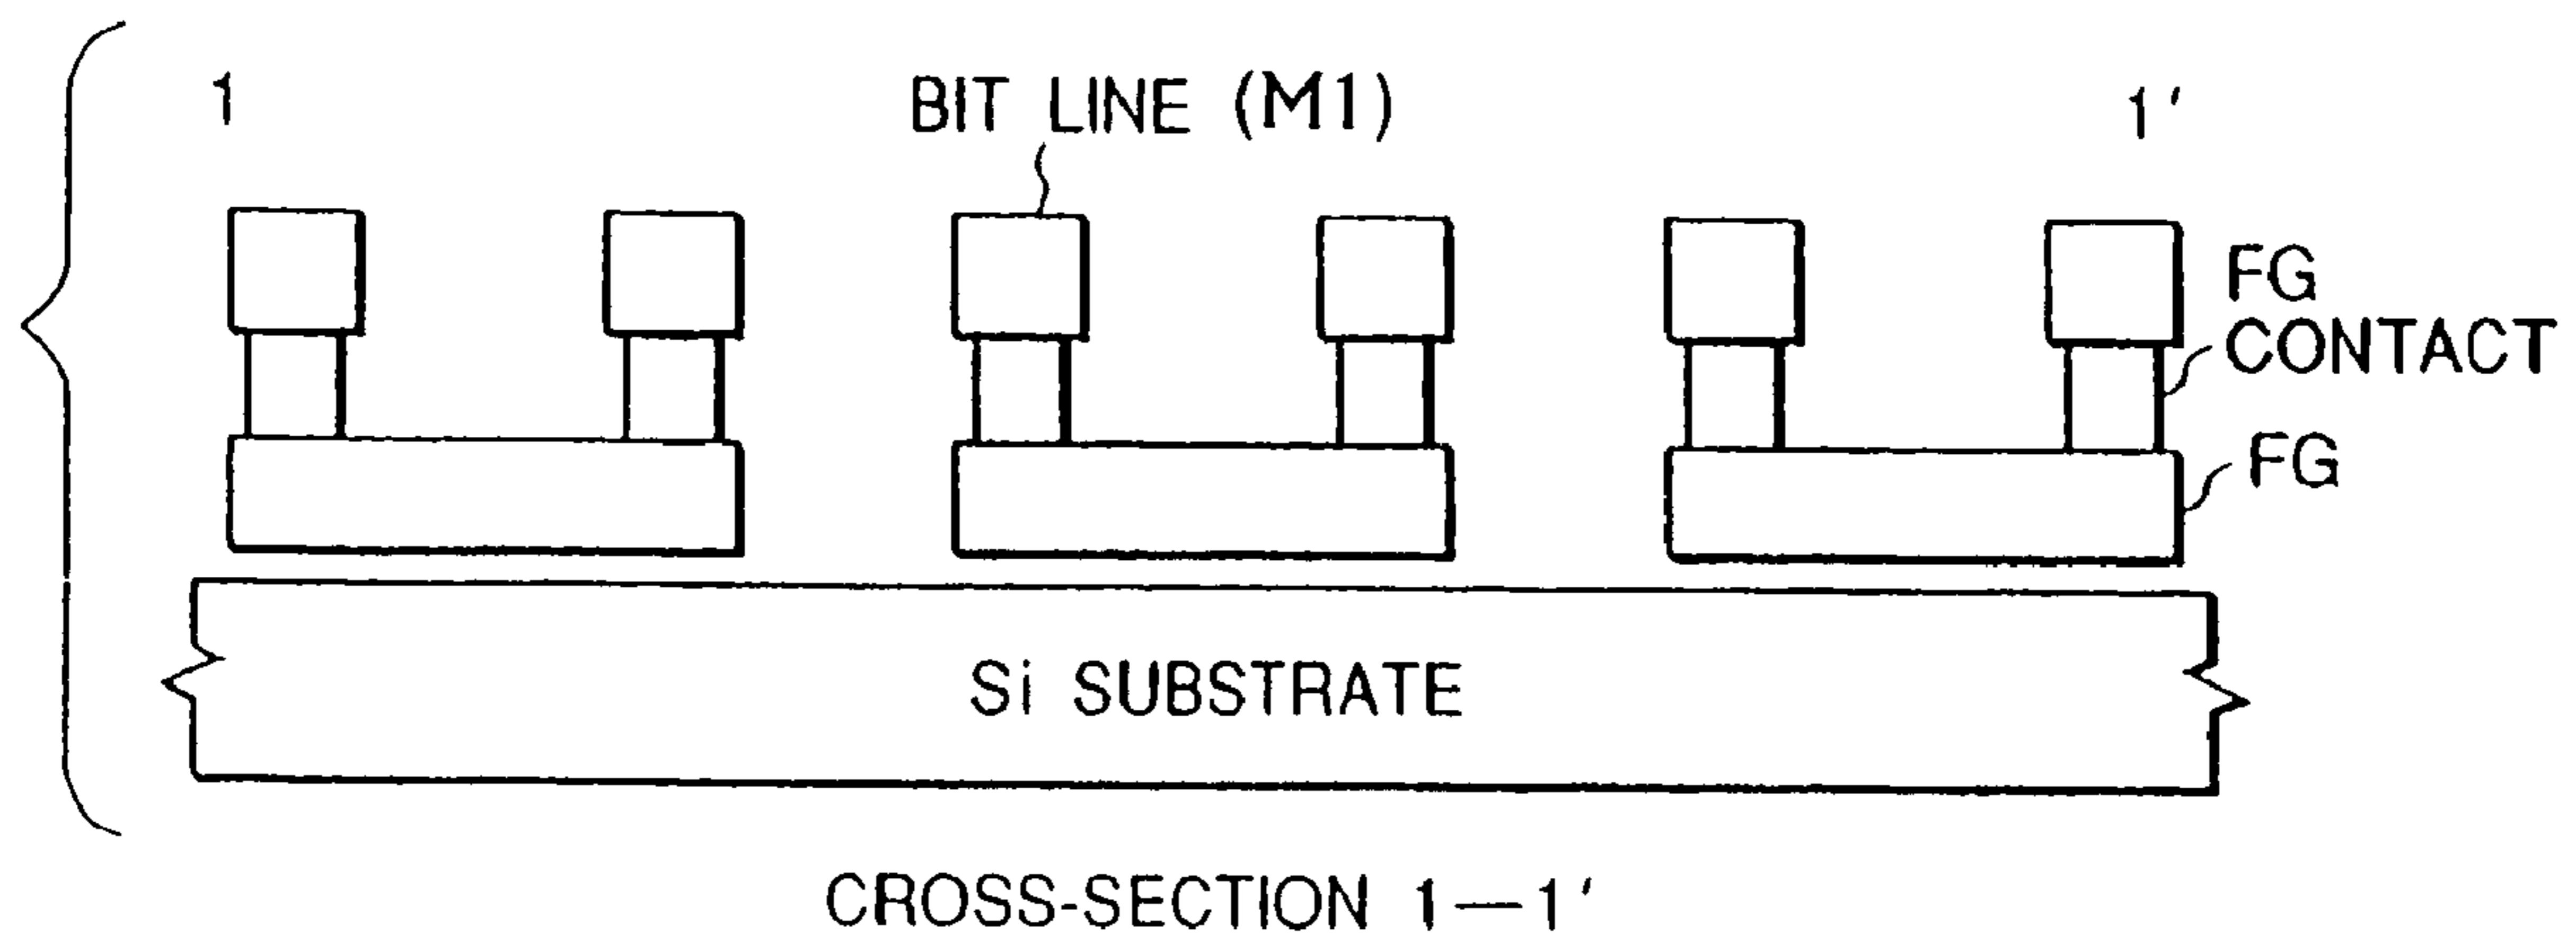 1
BIT LINE (M1)
1'
FG
CONTACT
FG
Si SUBSTRATE
CROSS-SECTION 1—1'